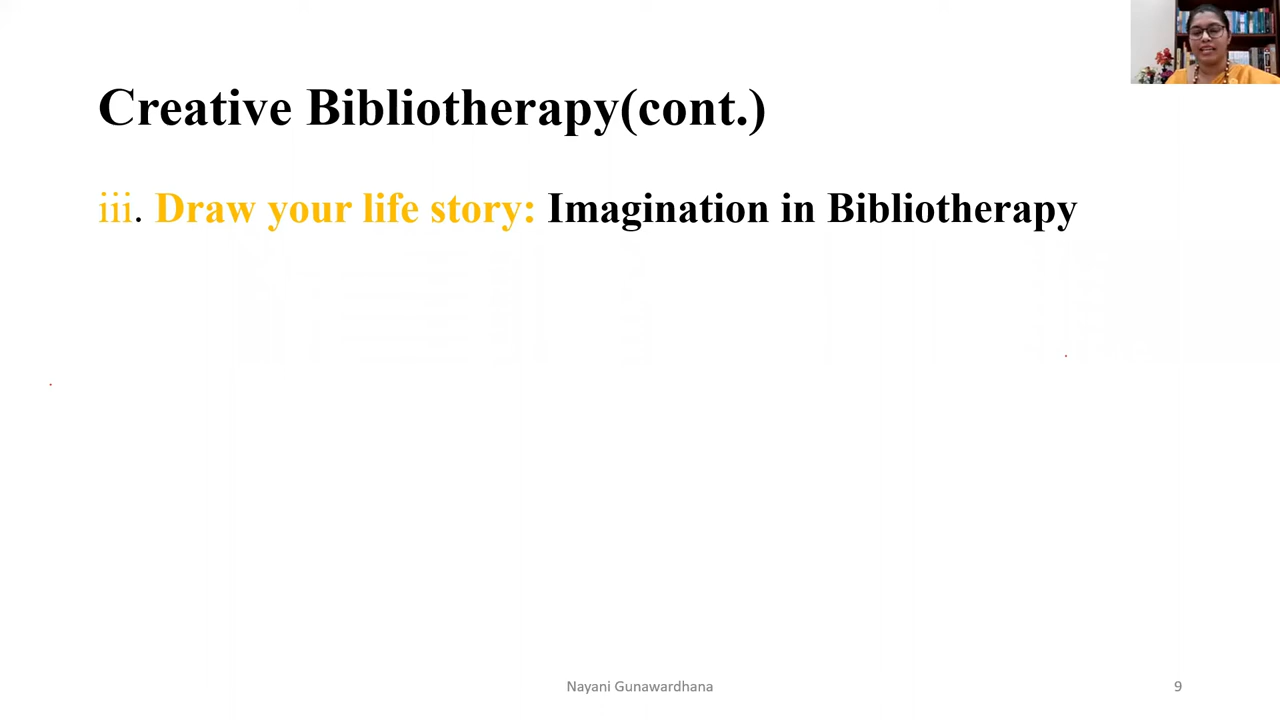 Creative Bibliotherapy(cont.)
iii. Draw your life story: Imagination in Bibliotherapy
Nayani Gunawardhana
9